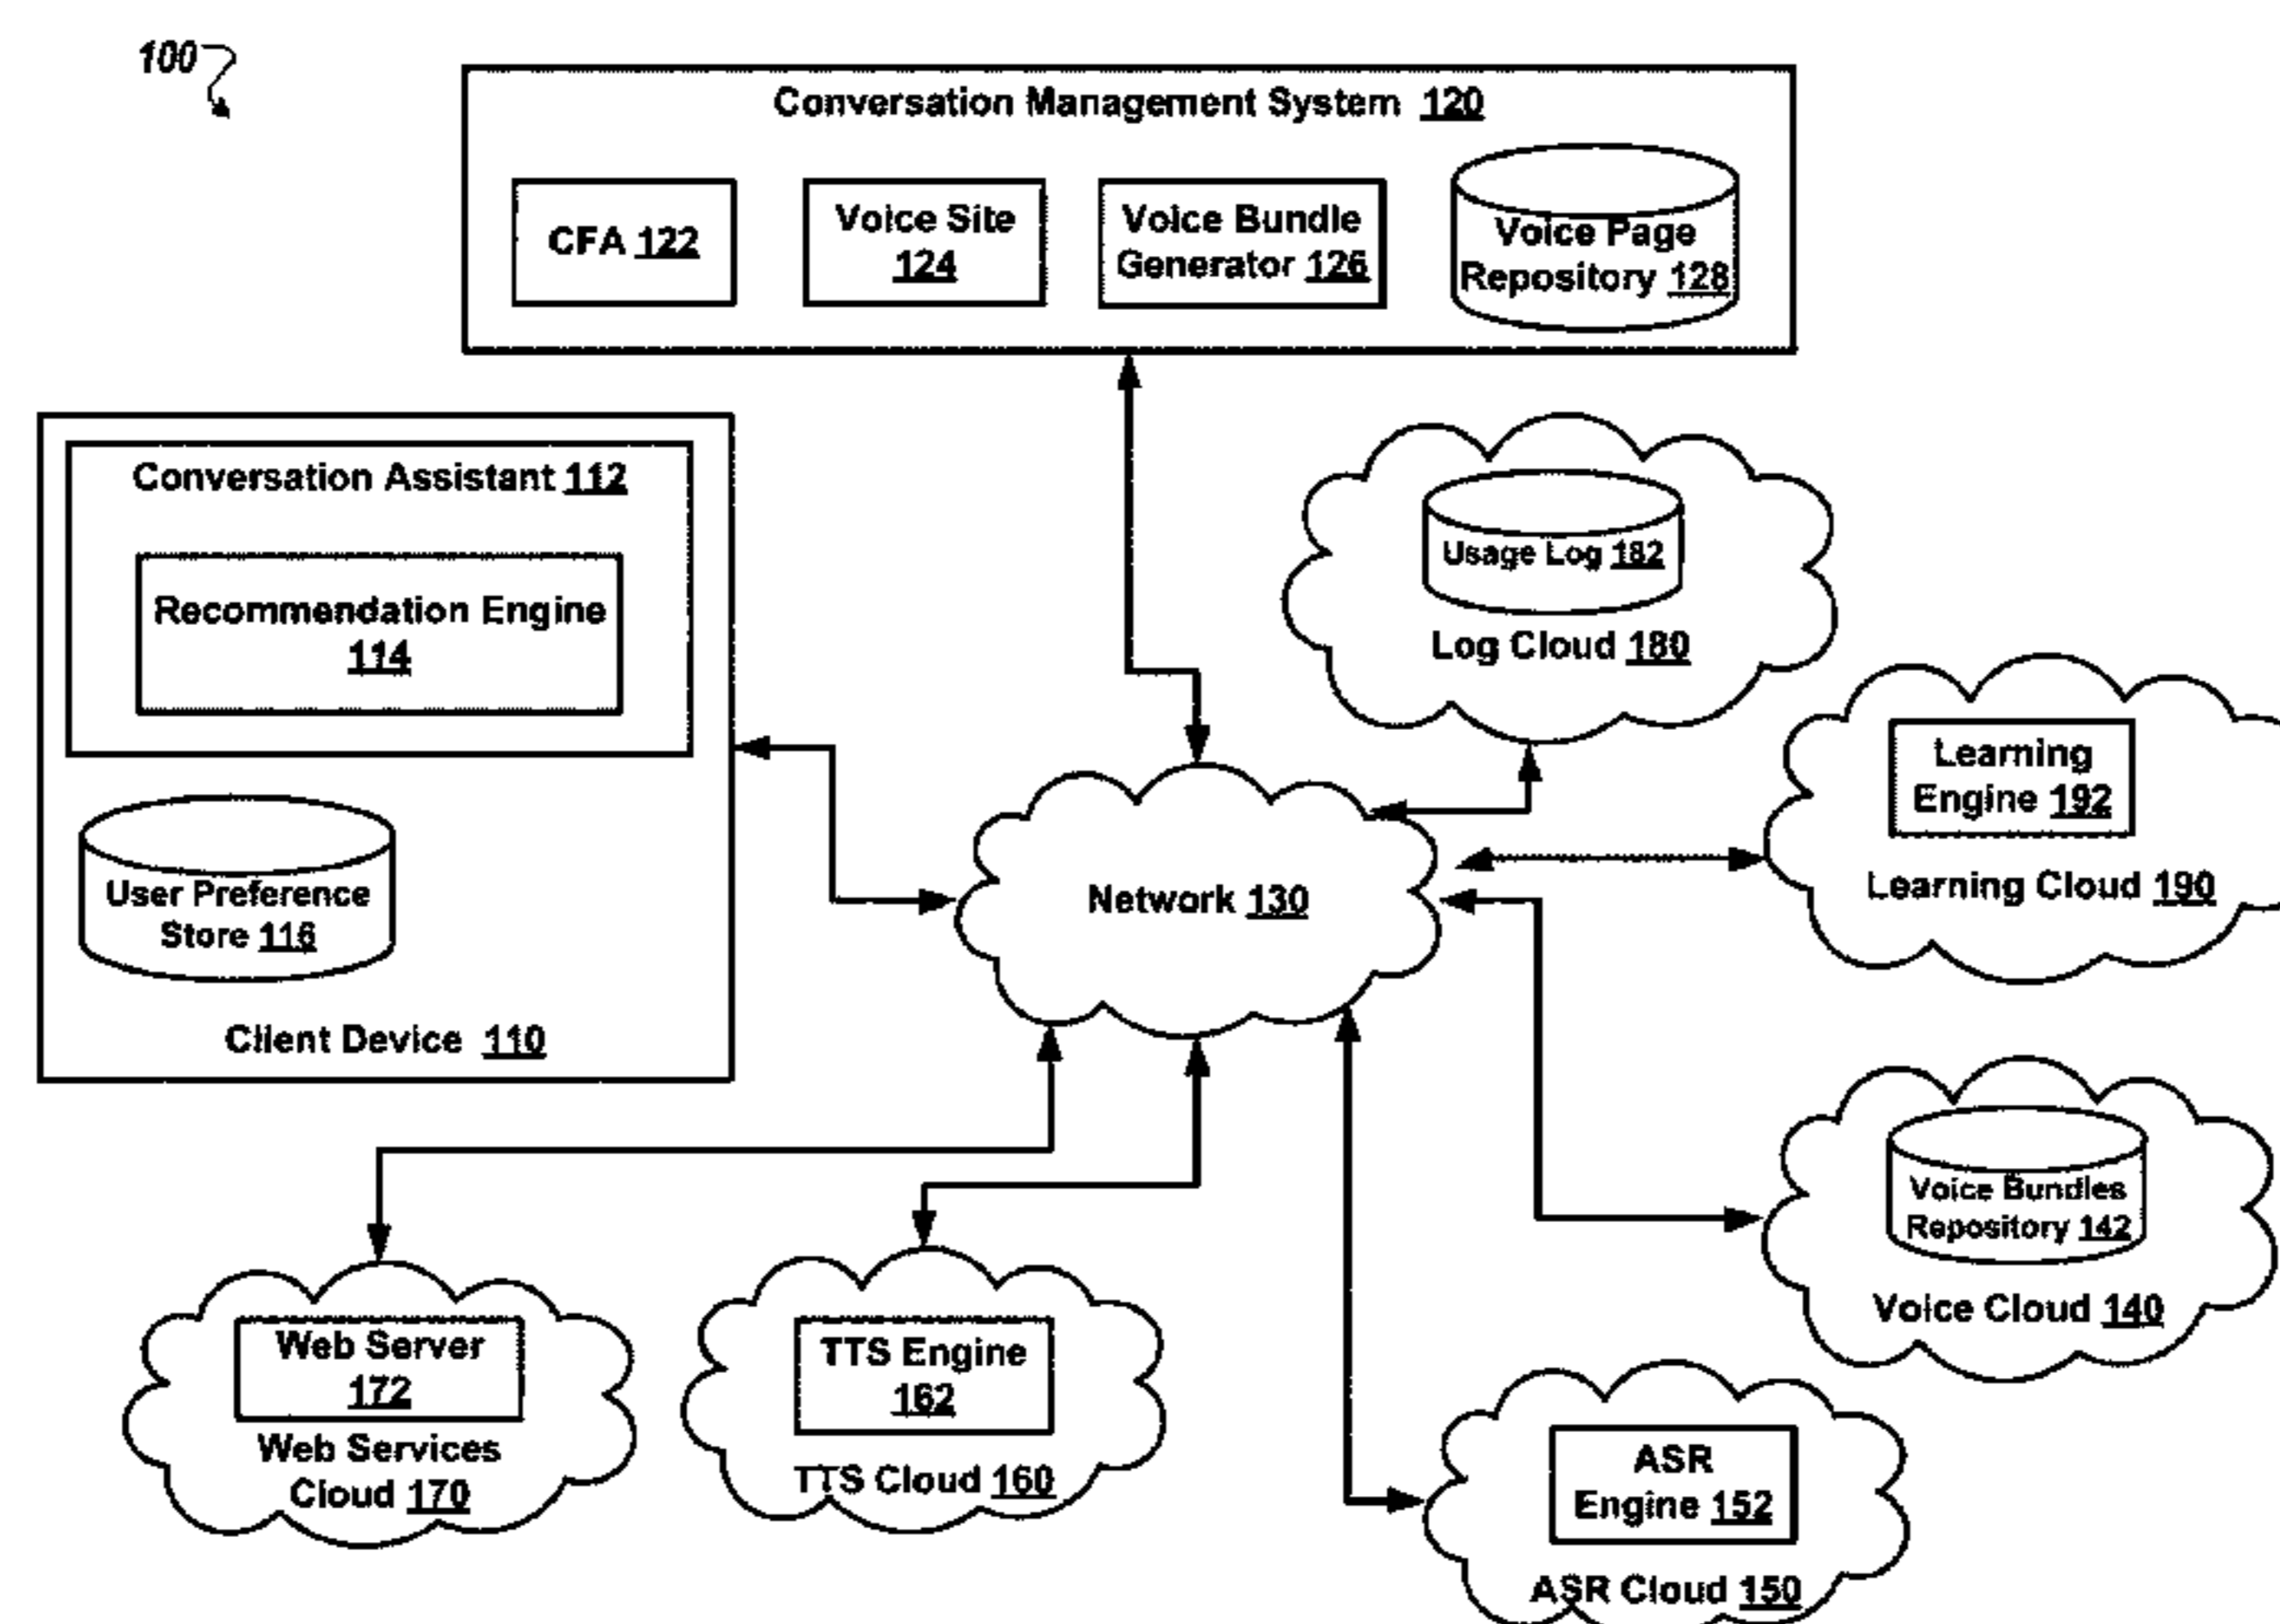 100
Conversation Management System 120
CFA 122
Voice Site
124
Voice Bundle
Generator 126
Voice Page
Repository 128
Conversation Assistant 112
Recommendation Engine
114
User Preference
Store 116
Client Device 110
Usage Log 182
Log Cloud 180
Learning
Engine 192
Learning Cloud 190
Network 130
Voice Bundles
Repository 142
Voice Cloud 140
Web Server
172
Web Services
Cloud 170
TTS Engine
162
TTS Cloud 160
ASR
Engine 152
ASR Cloud 150